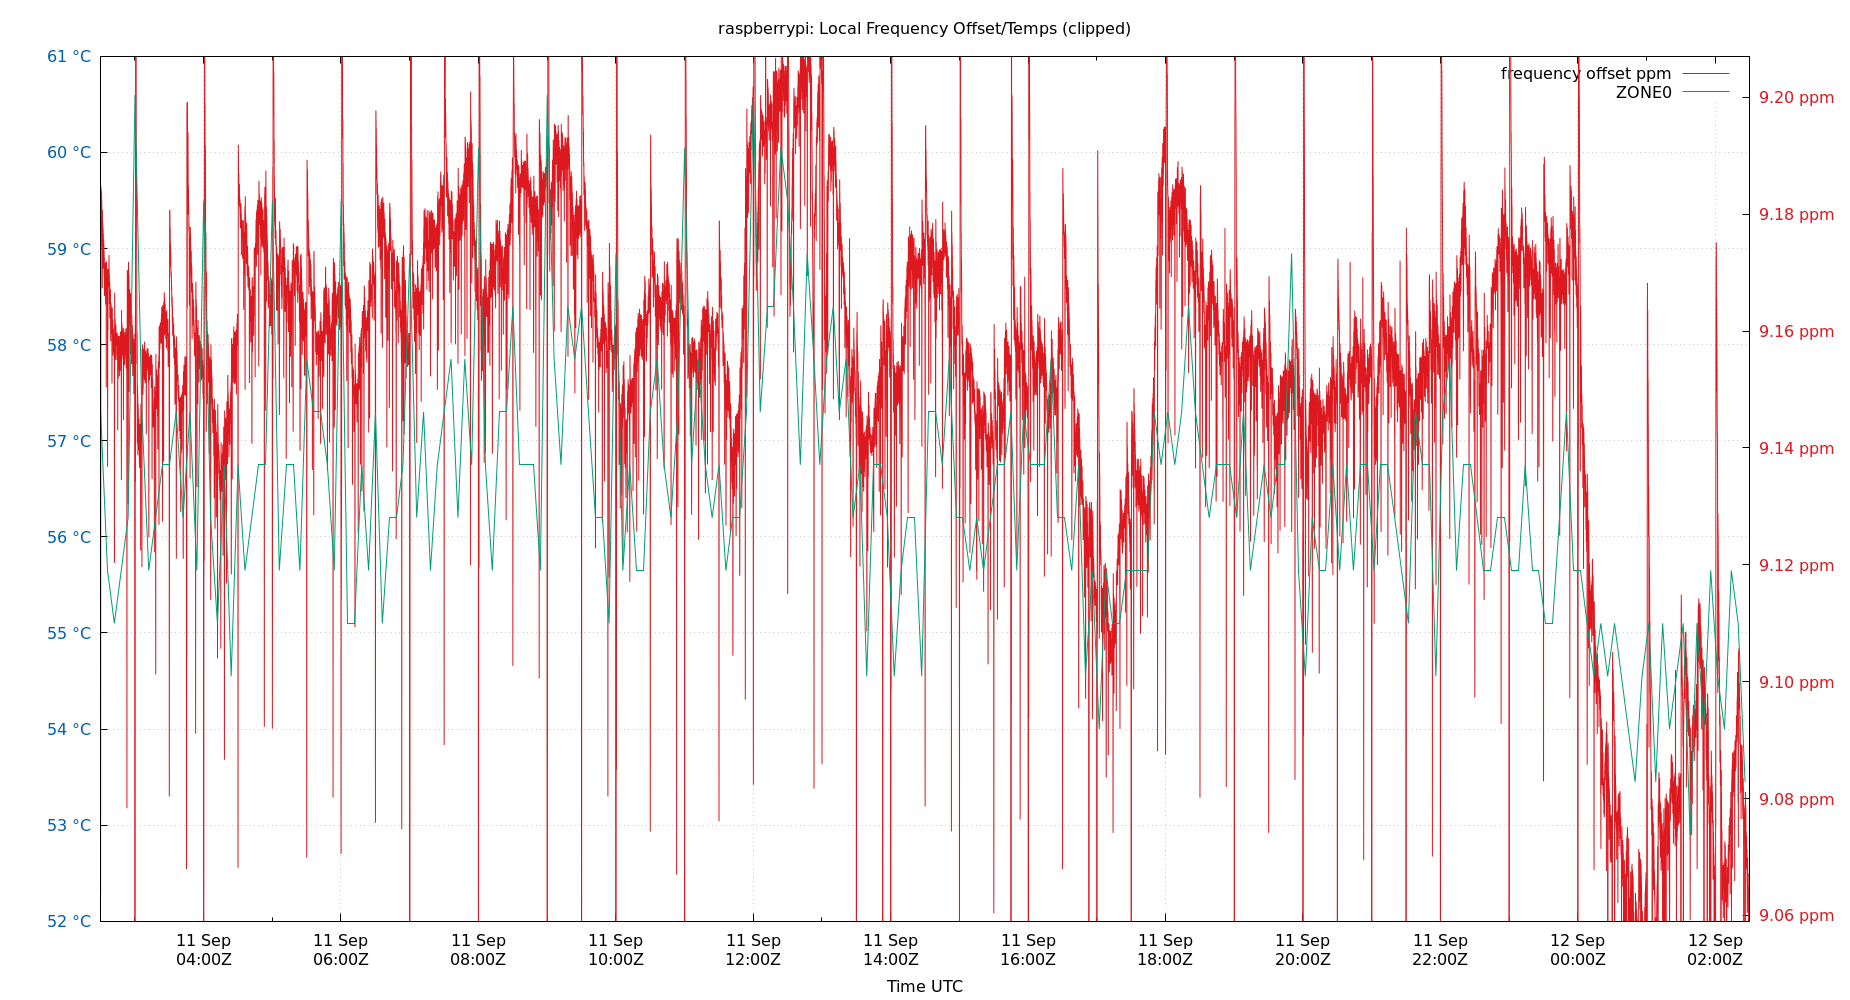 raspberrypi: Local Frequency Offset/Temps (clipped)
61 °C
60 °C
59 °C
58 °C
57 °C
56 °C
55 °C
54 °C
53 °C
52 °C
frequency offset ppm
ZONE0
9.20 ppm
9.18 ppm
9.16 ppm
9.14 ppm
9.12 ppm
9.10 ppm
9.08 ppm
9.06 ppm
11 Sep
04:00Z
11 Sep
06:00Z
11 Sep
08:00Z
11 Sep
10:00Z
11 Sep
12:00Z
11 Sep
14:00Z
11 Sep
16:00Z
11 Sep
18:00Z
11 Sep
20:00Z
11 Sep
22:00Z
12 Sep
00:00Z
12 Sep
02:00Z
Time UTC